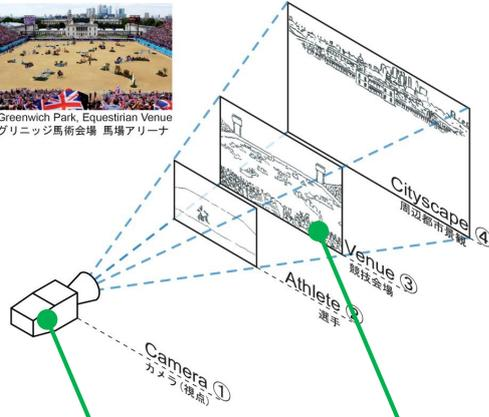 Greenwich Park, Equestrian Venue
グリニッジ馬術会場 馬場アリーナ
Cityscape ④
周辺都市景観
Venue ③
競技会場
Athlete ②
選手
Camera ①
カメラ(視点)